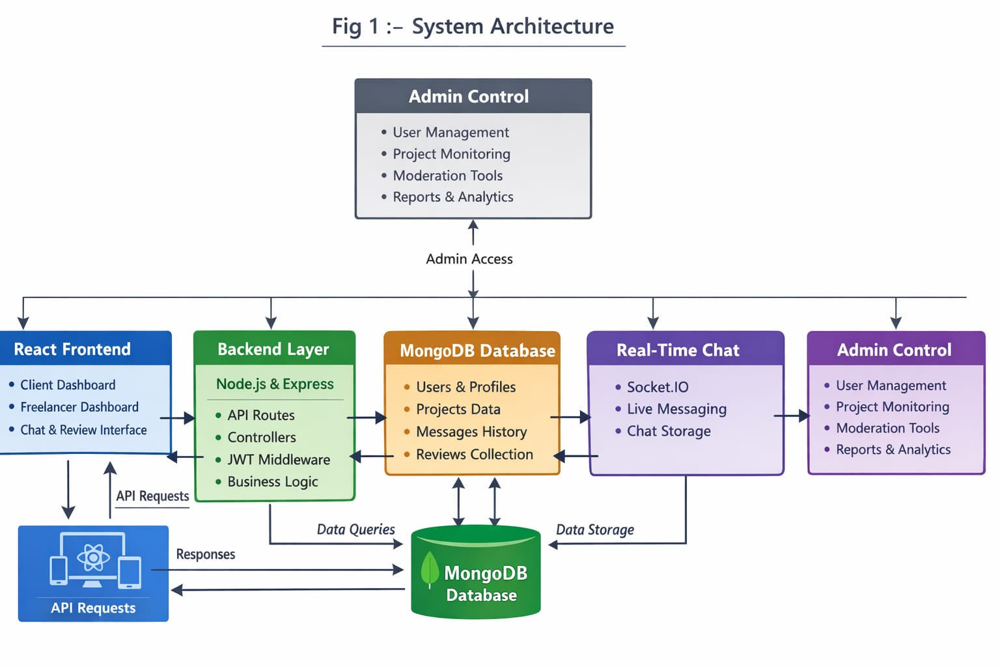 Fig 1 :– System Architecture
Admin Control
• User Management
• Project Monitoring
• Moderation Tools
• Reports & Analytics
Admin Access
React Frontend
• Client Dashboard
• Freelancer Dashboard
• Chat & Review Interface
Backend Layer
Node.js & Express
• API Routes
• Controllers
• JWT Middleware
• Business Logic
MongoDB Database
• Users & Profiles
• Projects Data
• Messages History
• Reviews Collection
Real-Time Chat
• Socket.IO
• Live Messaging
• Chat Storage
Admin Control
• User Management
• Project Monitoring
• Moderation Tools
• Reports & Analytics
API Requests
Data Queries
Data Storage
Responses
API Requests
MongoDB
Database